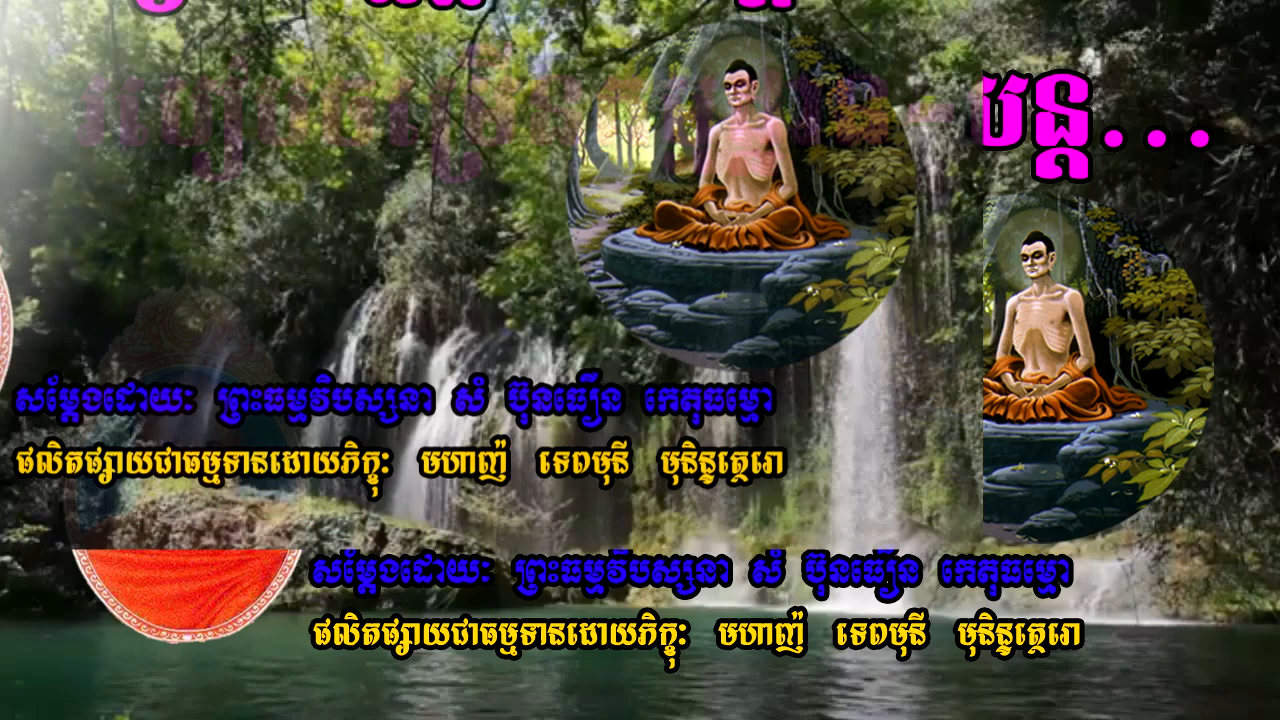 ជន្ត...
សម្តែងដោយៈ ព្រះធម្មវិបស្សនា សំ ប៊ុនធឿន កេតុធម្មោ
ផលិតផ្សាយជាធម្មទានដោយភិក្ខុៈ មហាញ៉ ទេពមុនី មុនិន្ទត្ថេរោ
សម្តែងដោយៈ ព្រះធម្មវិបស្សនា សំ ប៊ុនធឿន កេតុធម្មោ
ផលិតផ្សាយជាធម្មទានដោយភិក្ខុៈ មហាញ៉ ទេពមុនី មុនិន្ទត្ថេរោ